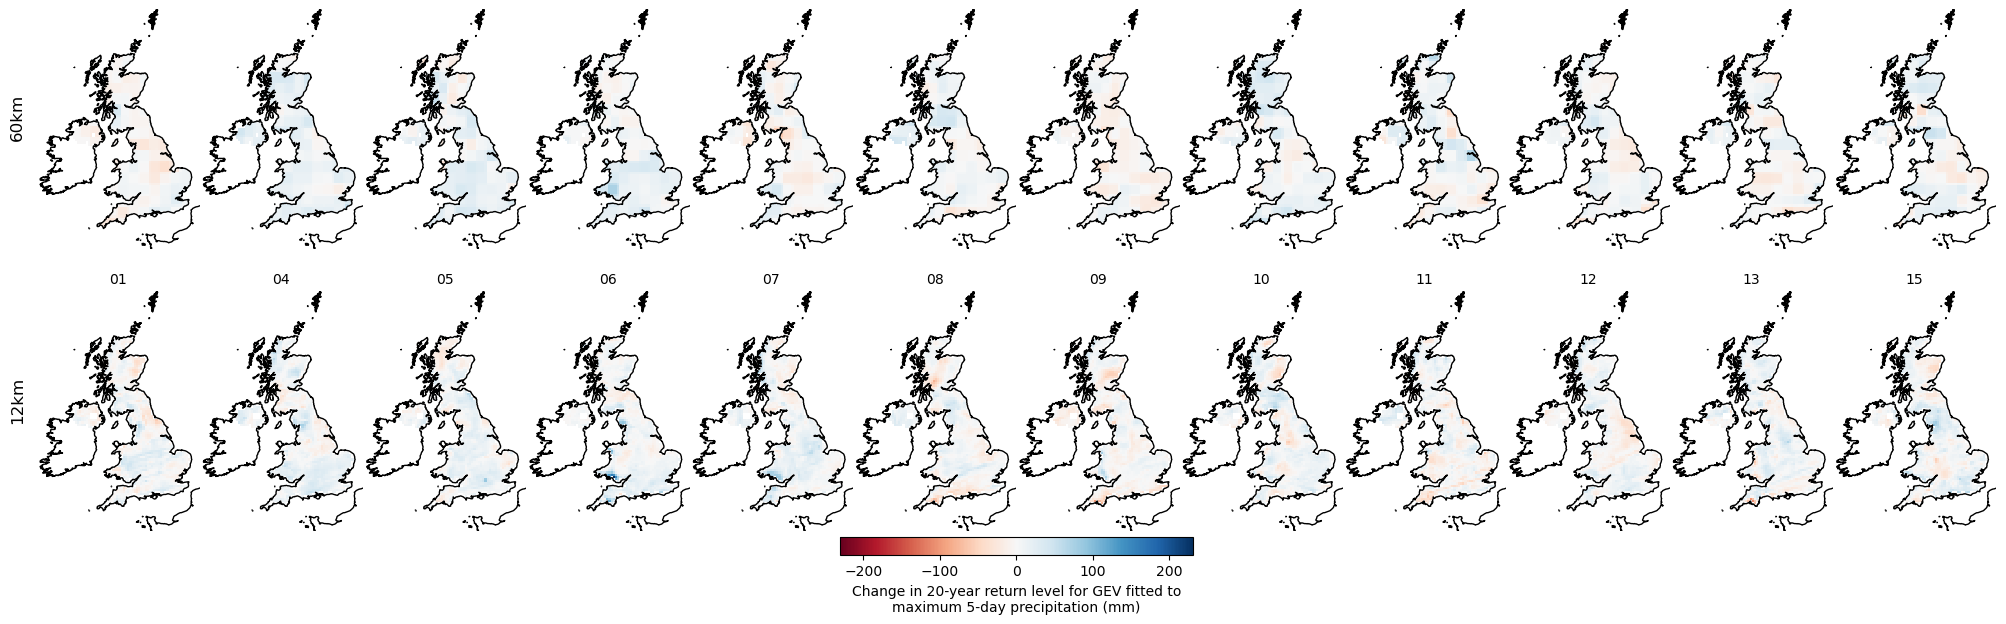 60km
01 04 05 06 07 08 09 10 11 12 13 15
12km
−200 −100 0 100 200
Change in 20-year return level for GEV fitted to
maximum 5-day precipitation (mm)